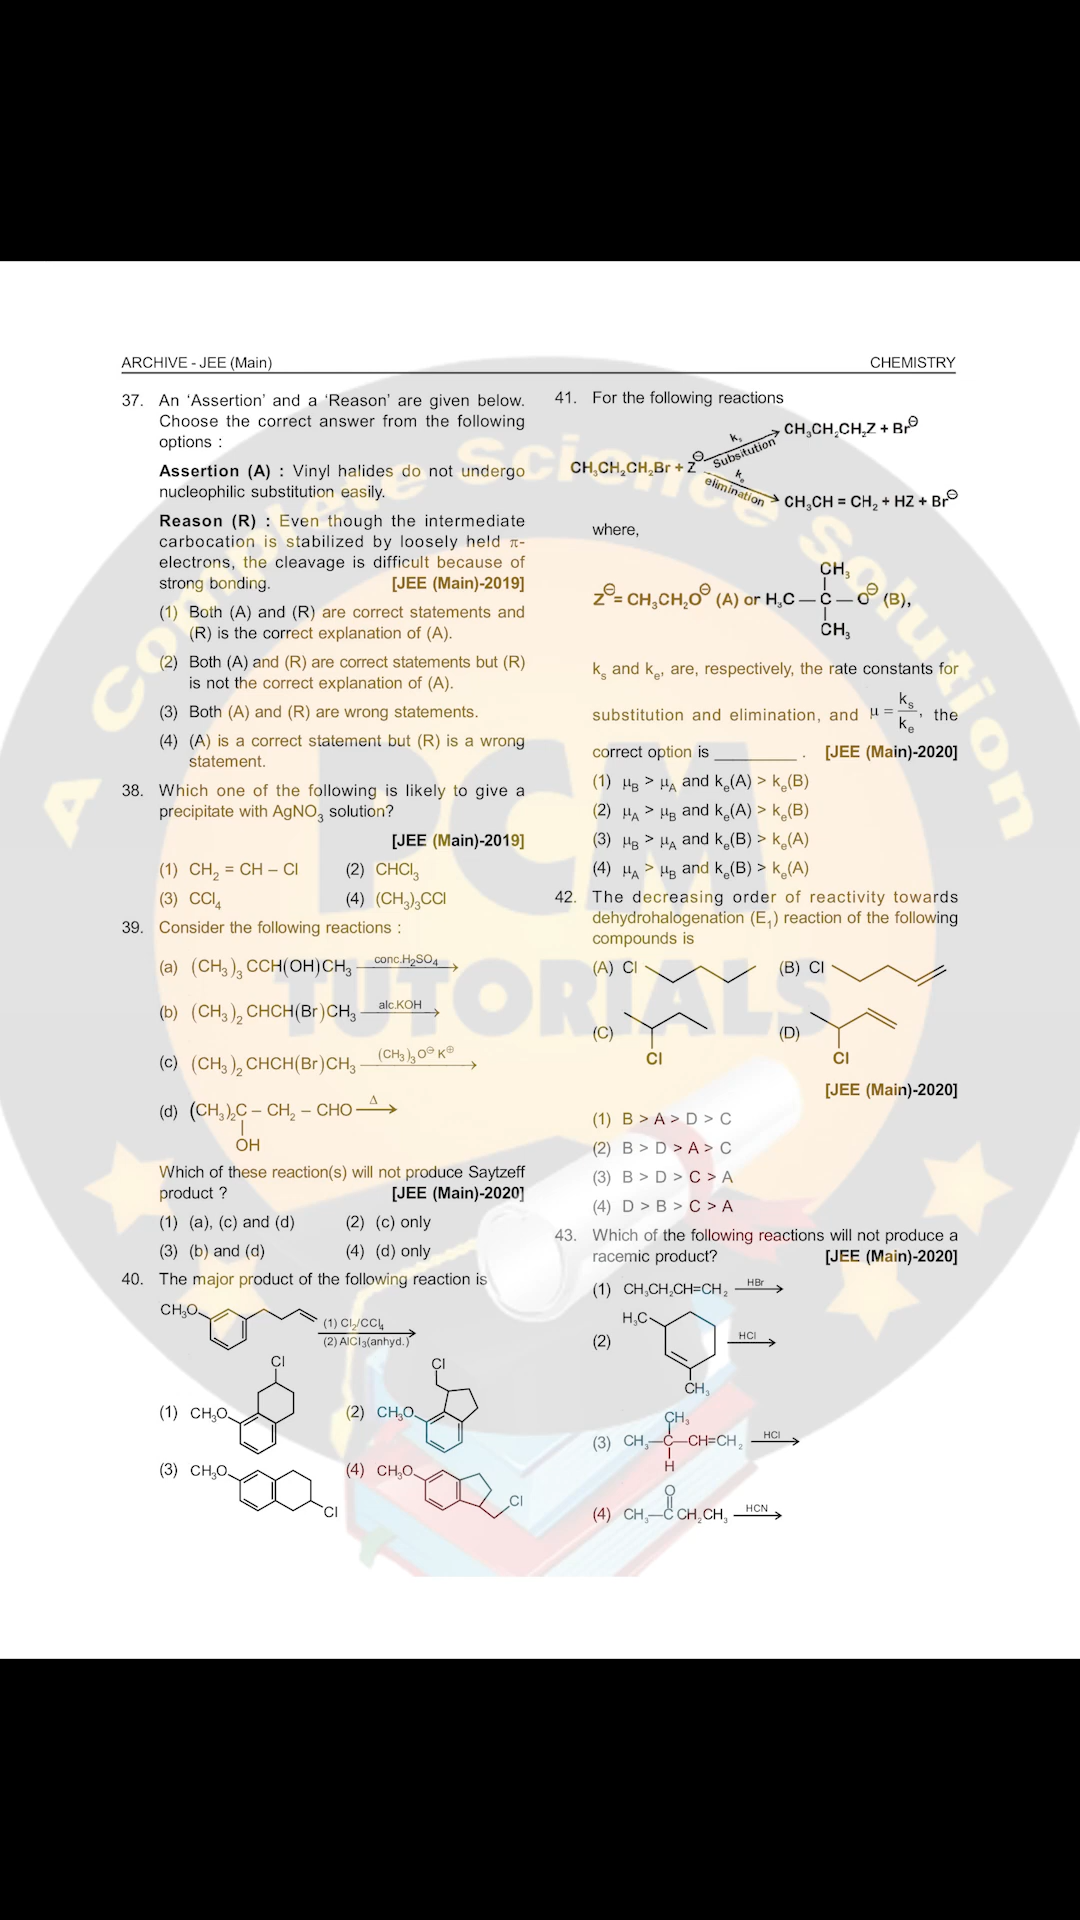 ARCHIVE - JEE (Main)
CHEMISTRY
37. An ‘Assertion’ and a ‘Reason’ are given below.
Choose the correct answer from the following
options :
Assertion (A) : Vinyl halides do not undergo
nucleophilic substitution easily.
Reason (R) : Even though the intermediate
carbocation is stabilized by loosely held π-
electrons, the cleavage is difficult because of
strong bonding. [JEE (Main)-2019]
(1) Both (A) and (R) are correct statements and
(R) is the correct explanation of (A).
(2) Both (A) and (R) are correct statements but (R)
is not the correct explanation of (A).
(3) Both (A) and (R) are wrong statements.
(4) (A) is a correct statement but (R) is a wrong
statement.
38. Which one of the following is likely to give a
precipitate with AgNO₃ solution?
[JEE (Main)-2019]
(1) CH₂ = CH – Cl (2) CHCl₃
(3) CCl₄ (4) (CH₃)₃CCl
39. Consider the following reactions :
(a) (CH₃)₃ CCH(OH)CH₃ conc.H₂SO₄ →
(b) (CH₃)₂ CHCH(Br)CH₃ alc.KOH →
(c) (CH₃)₂ CHCH(Br)CH₃ (CH₃)₃O⊖ K⊕ →
(d) (CH₃)₂C – CH₂ – CHO Δ →
OH
Which of these reaction(s) will not produce Saytzeff
product ? [JEE (Main)-2020]
(1) (a), (c) and (d) (2) (c) only
(3) (b) and (d) (4) (d) only
40. The major product of the following reaction is
CH₃O
(1) Cl₂/CCl₄
(2) AlCl₃(anhyd.)
Cl
Cl
(1) CH₃O (2) CH₃O
(3) CH₃O (4) CH₃O
Cl
Cl
41. For the following reactions
CH₃CH₂CH₂Br + Z⊖
kₛ
Subsitution
CH₃CH₂CH₂Z + Br⊖
kₑ
elimination
CH₃CH = CH₂ + HZ + Br⊖
where,
CH₃
Z⊖ = CH₃CH₂O⊖ (A) or H₃C — C — O⊖ (B),
CH₃
kₛ and kₑ, are, respectively, the rate constants for
substitution and elimination, and μ = kₛ/kₑ, the
correct option is ________ . [JEE (Main)-2020]
(1) μB > μA and kₑ(A) > kₑ(B)
(2) μA > μB and kₑ(A) > kₑ(B)
(3) μB > μA and kₑ(B) > kₑ(A)
(4) μA > μB and kₑ(B) > kₑ(A)
42. The decreasing order of reactivity towards
dehydrohalogenation (E₁) reaction of the following
compounds is
(A) Cl (B) Cl
(C) Cl (D) Cl
[JEE (Main)-2020]
(1) B > A > D > C
(2) B > D > A > C
(3) B > D > C > A
(4) D > B > C > A
43. Which of the following reactions will not produce a
racemic product? [JEE (Main)-2020]
(1) CH₃CH₂CH=CH₂ HBr →
(2) H₃C CH₃ HCl →
CH₃
(3) CH₃—C—CH=CH₂ HCl →
H
O
(4) CH₃—C CH₂CH₃ HCN →
A Complete Science Solution
PCM
TUTORIALS